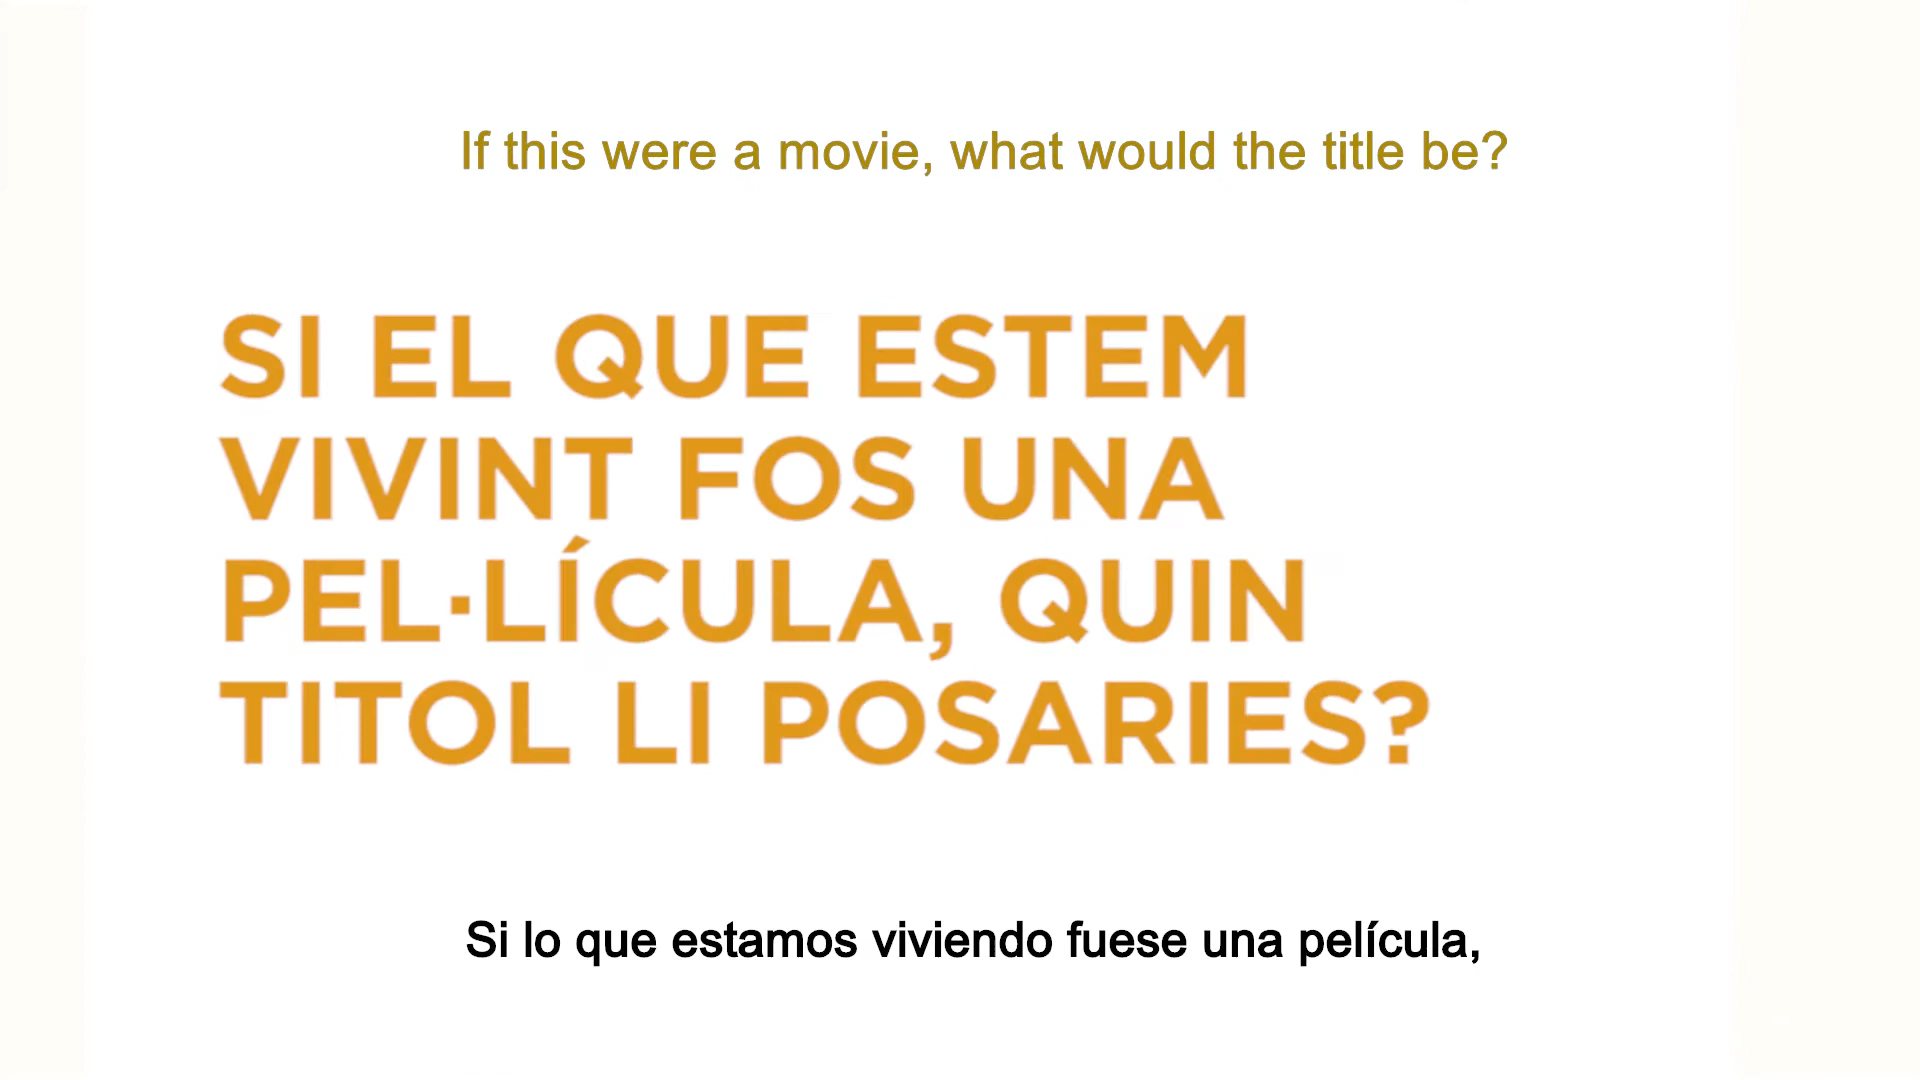 If this were a movie, what would the title be?
SI EL QUE ESTEM
VIVINT FOS UNA
PEL·LÍCULA, QUIN
TITOL LI POSARIES?
Si lo que estamos viviendo fuese una película,